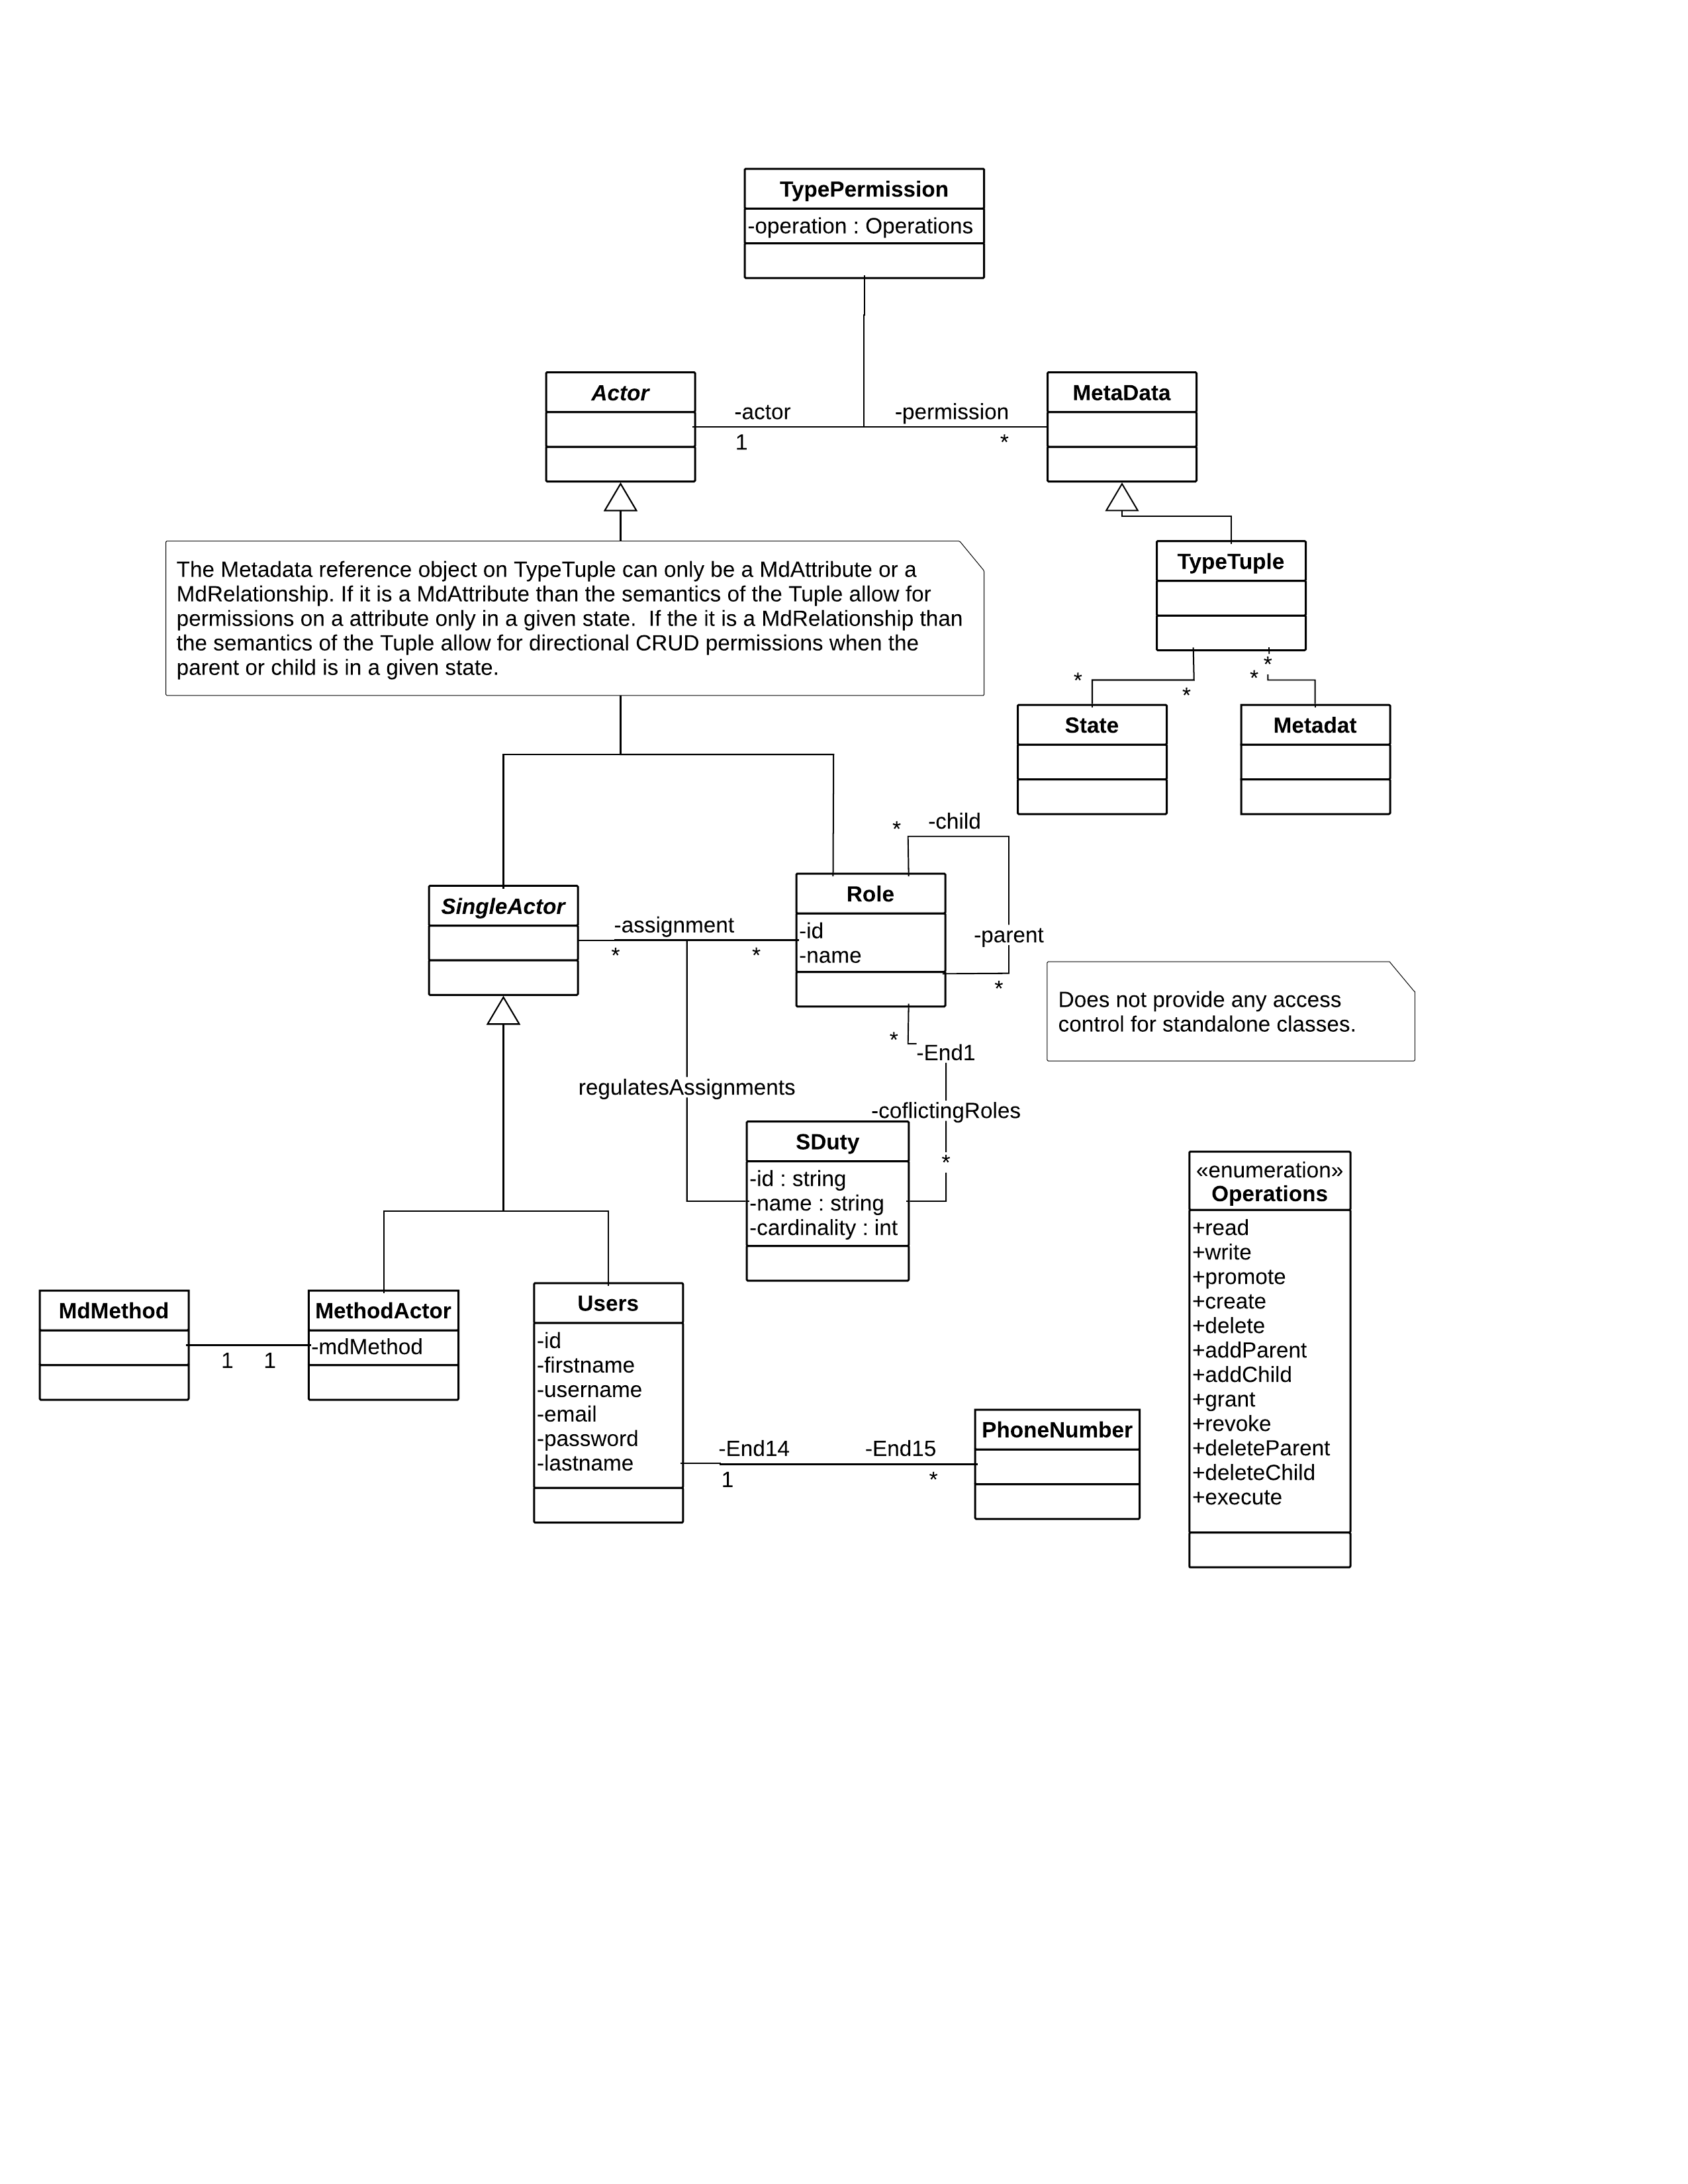 TypePermission
-operation : Operations
Actor
-actor
1
-permission
*
MetaData
The Metadata reference object on TypeTuple can only be a MdAttribute or a
MdRelationship. If it is a MdAttribute than the semantics of the Tuple allow for
permissions on a attribute only in a given state.  If the it is a MdRelationship than
the semantics of the Tuple allow for directional CRUD permissions when the
parent or child is in a given state.
TypeTuple
*
*
*
*
State
Metadat
*
-child
SingleActor
-assignment
*
*
Role
-id
-name
-parent
*
Does not provide any access
control for standalone classes.
*
-End1
regulatesAssignments
-coflictingRoles
*
SDuty
-id : string
-name : string
-cardinality : int
«enumeration»
Operations
+read
+write
+promote
+create
+delete
+addParent
+addChild
+grant
+revoke
+deleteParent
+deleteChild
+execute
MdMethod
1
1
MethodActor
-mdMethod
Users
-id
-firstname
-username
-email
-password
-lastname
-End14
1
-End15
*
PhoneNumber